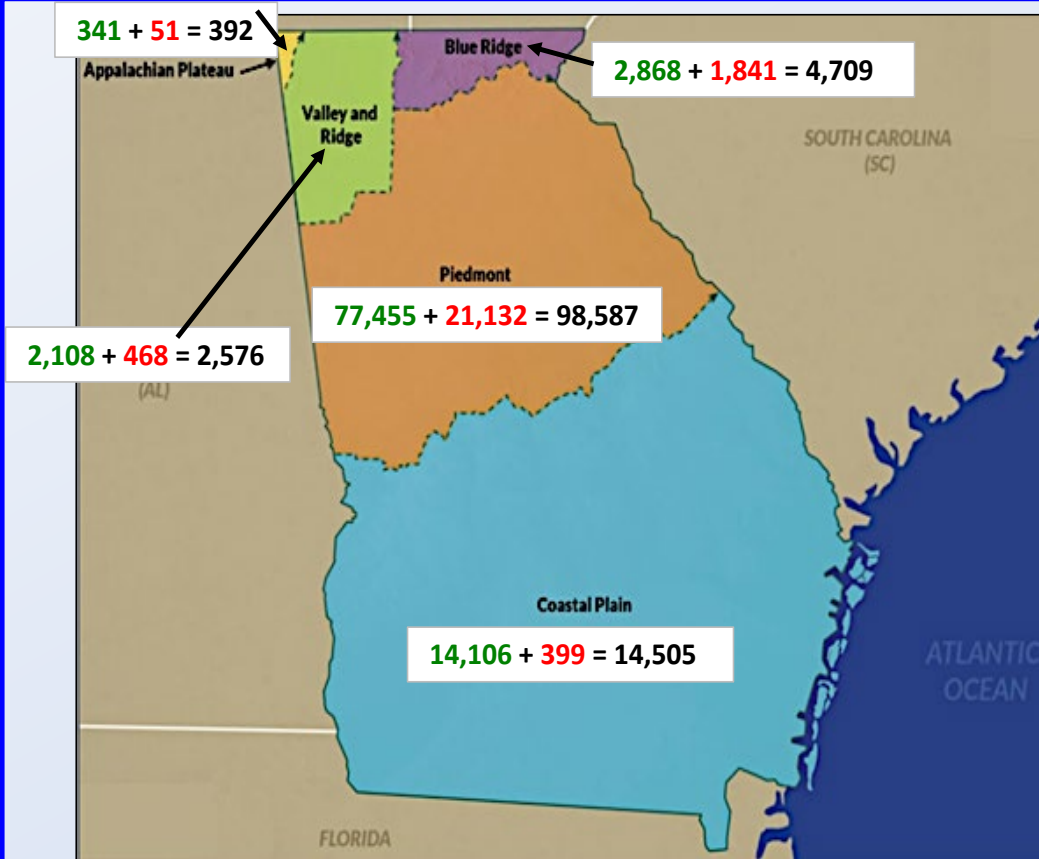 341 + 51 = 392
Appalachian Plateau
Blue Ridge
2,868 + 1,841 = 4,709
Valley and
Ridge
SOUTH CAROLINA
(SC)
Piedmont
77,455 + 21,132 = 98,587
2,108 + 468 = 2,576
(AL)
Coastal Plain
14,106 + 399 = 14,505
ATLANTIC
OCEAN
FLORIDA